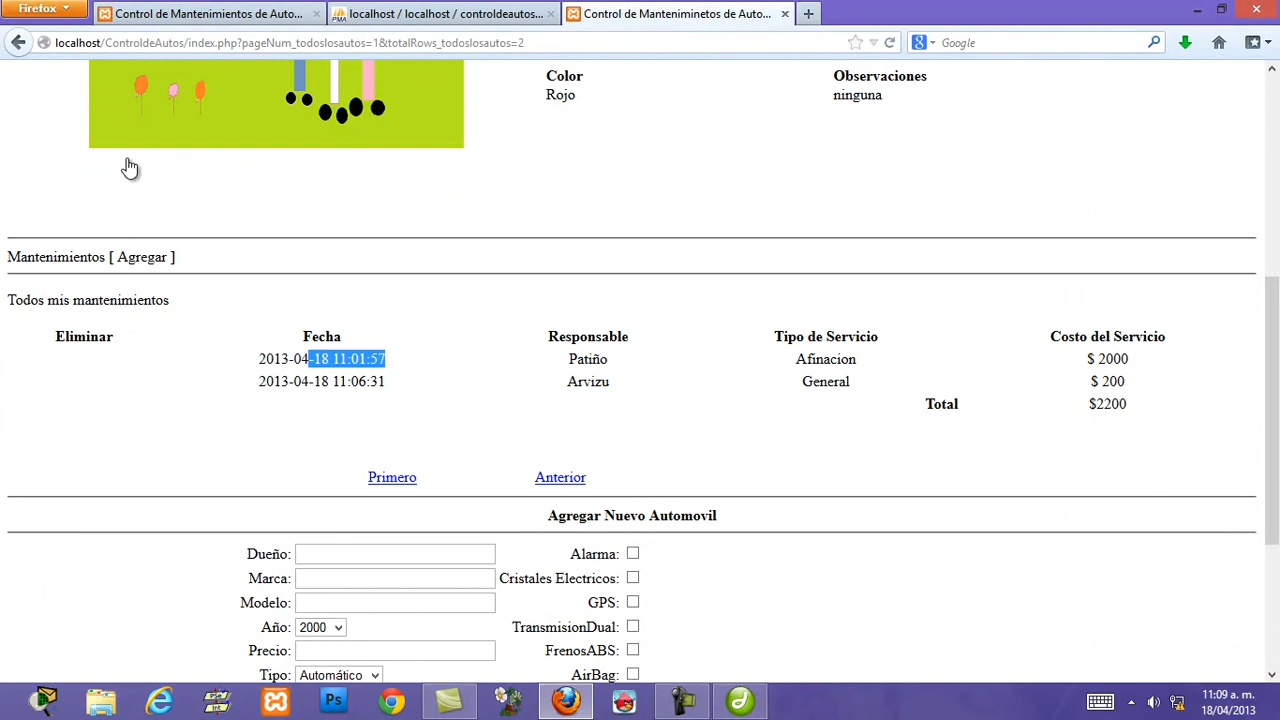 Firefox
Control de Mantenimientos de Auto...
localhost / localhost / controldeautos...
Control de Manteniminetos de Auto...
localhost/ControldeAutos/index.php?pageNum_todoslosautos=1&totalRows_todoslosautos=2
Google
Color
Observaciones
Rojo
ninguna
Mantenimientos [ Agregar ]
Todos mis mantenimientos
Eliminar Fecha Responsable Tipo de Servicio Costo del Servicio
2013-04-18 11:01:57 Patiño Afinacion $ 2000
2013-04-18 11:06:31 Arvizu General $ 200
Total $2200
Primero Anterior
Agregar Nuevo Automovil
Dueño: Alarma:
Marca: Cristales Electricos:
Modelo: GPS:
Año: 2000 TransmisionDual:
Precio: FrenosABS:
Tipo: Automático AirBag:
11:09 a. m.
18/04/2013